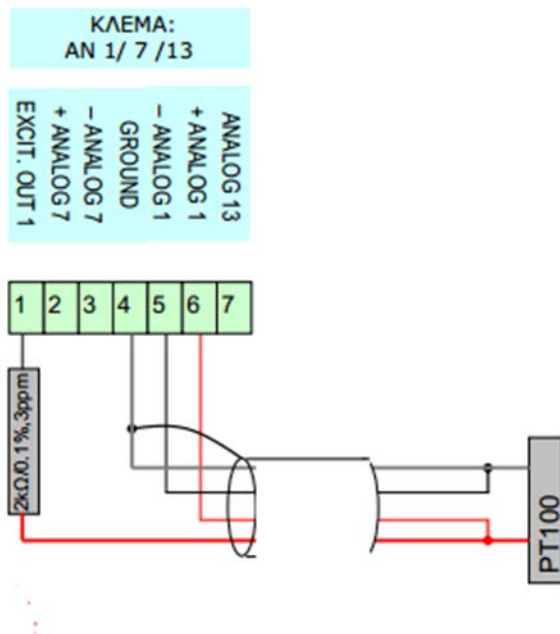 ΚΛΕΜΑ:
AN 1/ 7 /13
EXCIT. OUT 1
+ ANALOG 7
– ANALOG 7
GROUND
– ANALOG 1
+ ANALOG 1
ANALOG 13
1 2 3 4 5 6 7
2kΩ/0.1%,3ppm
PT100